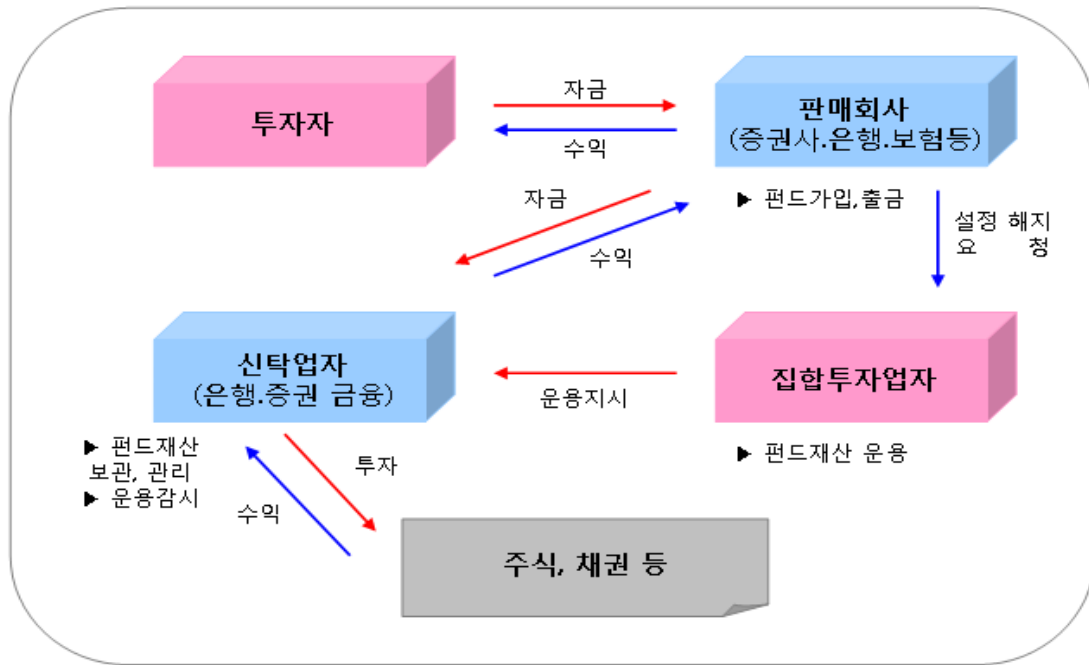 투자자
자금
수익
판매회사
(증권사.은행.보험등)
▶ 펀드가입,출금
자금
수익
설정 해지
요 청
신탁업자
(은행.증권 금융)
운용지시
집합투자업자
▶ 펀드재산
보관, 관리
▶ 운용감시
▶ 펀드재산 운용
투자
수익
주식, 채권 등